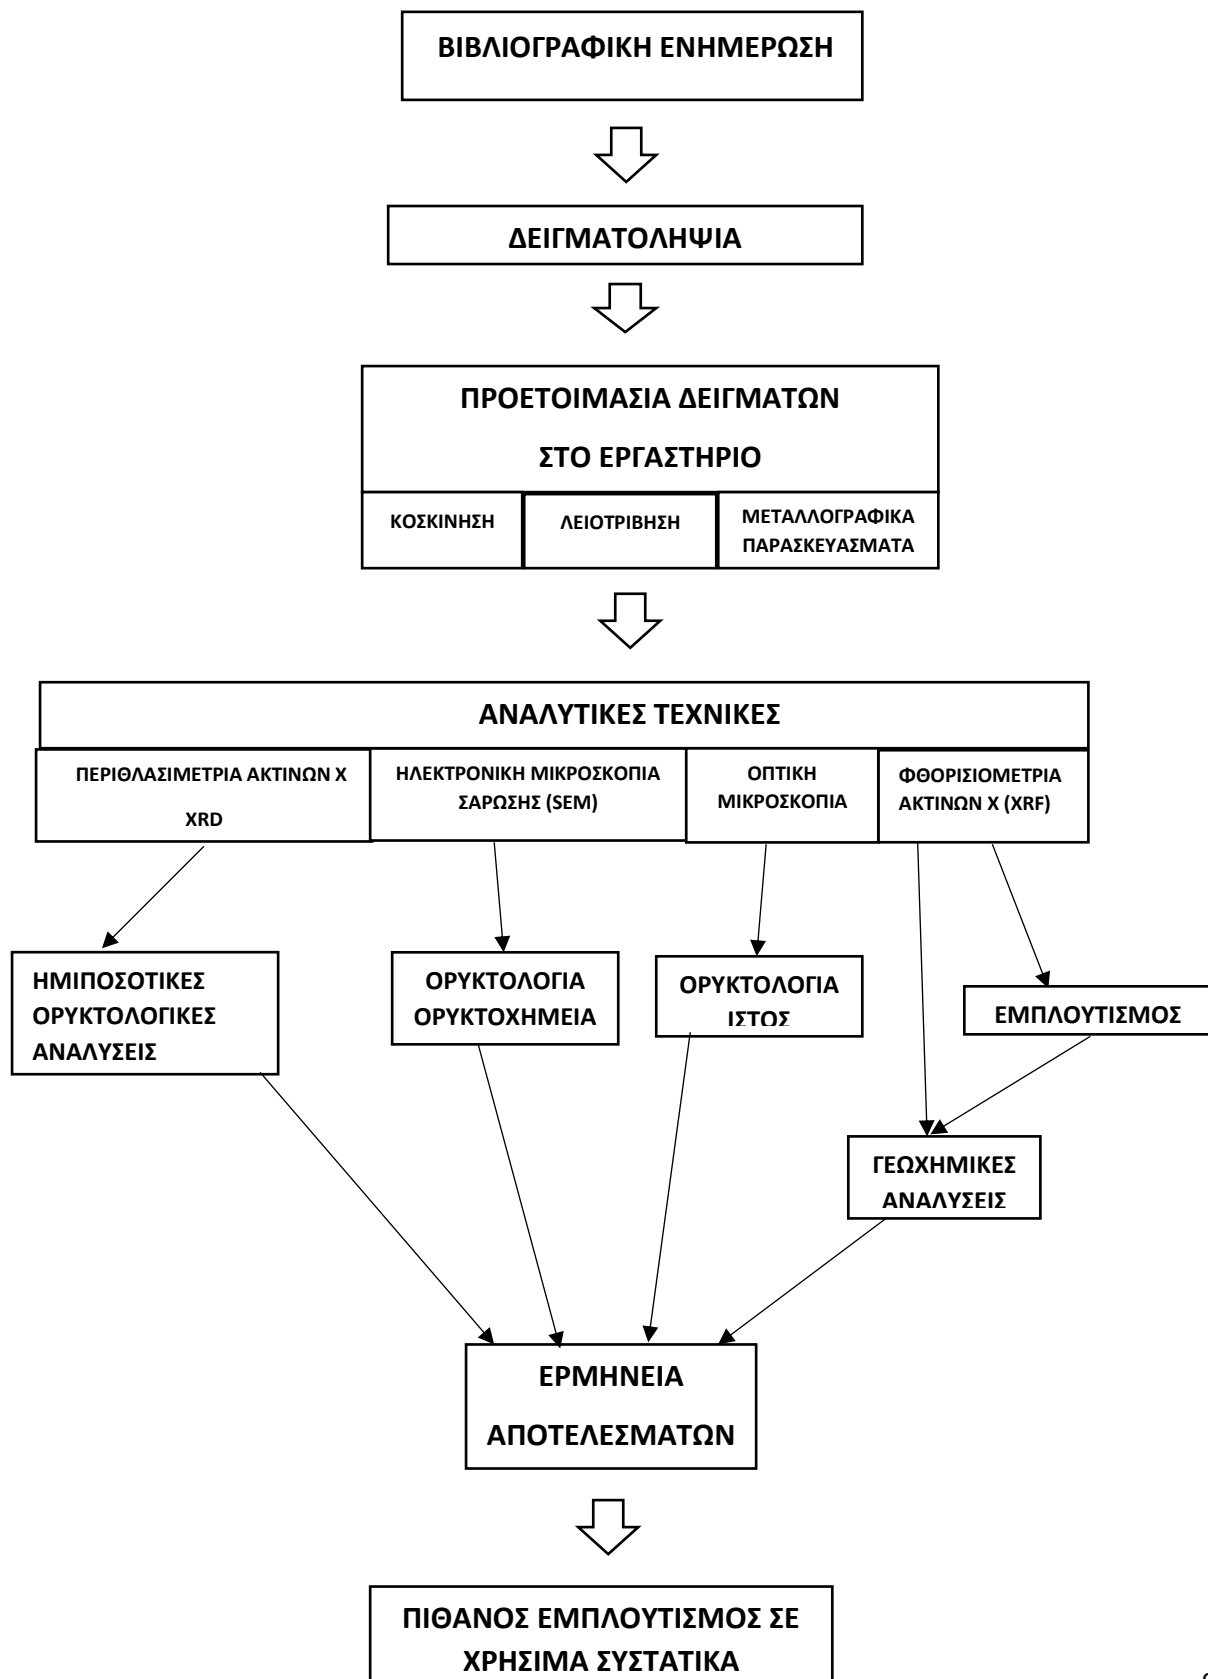 ΒΙΒΛΙΟΓΡΑΦΙΚΗ ΕΝΗΜΕΡΩΣΗ
ΔΕΙΓΜΑΤΟΛΗΨΙΑ
ΠΡΟΕΤΟΙΜΑΣΙΑ ΔΕΙΓΜΑΤΩΝ
ΣΤΟ ΕΡΓΑΣΤΗΡΙΟ
ΚΟΣΚΙΝΗΣΗ
ΛΕΙΟΤΡΙΒΗΣΗ
ΜΕΤΑΛΛΟΓΡΑΦΙΚΑ
ΠΑΡΑΣΚΕΥΑΣΜΑΤΑ
ΑΝΑΛΥΤΙΚΕΣ ΤΕΧΝΙΚΕΣ
ΠΕΡΙΘΛΑΣΙΜΕΤΡΙΑ ΑΚΤΙΝΩΝ Χ
XRD
ΗΛΕΚΤΡΟΝΙΚΗ ΜΙΚΡΟΣΚΟΠΙΑ
ΣΑΡΩΣΗΣ (SEM)
ΟΠΤΙΚΗ
ΜΙΚΡΟΣΚΟΠΙΑ
ΦΘΟΡΙΣΙΟΜΕΤΡΙΑ
ΑΚΤΙΝΩΝ Χ (XRF)
ΗΜΙΠΟΣΟΤΙΚΕΣ
ΟΡΥΚΤΟΛΟΓΙΚΕΣ
ΑΝΑΛΥΣΕΙΣ
ΟΡΥΚΤΟΛΟΓΙΑ
ΟΡΥΚΤΟΧΗΜΕΙΑ
ΟΡΥΚΤΟΛΟΓΙΑ
ΙΣΤΟΣ
ΕΜΠΛΟΥΤΙΣΜΟΣ
ΓΕΩΧΗΜΙΚΕΣ
ΑΝΑΛΥΣΕΙΣ
ΕΡΜΗΝΕΙΑ
ΑΠΟΤΕΛΕΣΜΑΤΩΝ
ΠΙΘΑΝΟΣ ΕΜΠΛΟΥΤΙΣΜΟΣ ΣΕ
ΧΡΗΣΙΜΑ ΣΥΣΤΑΤΙΚΑ